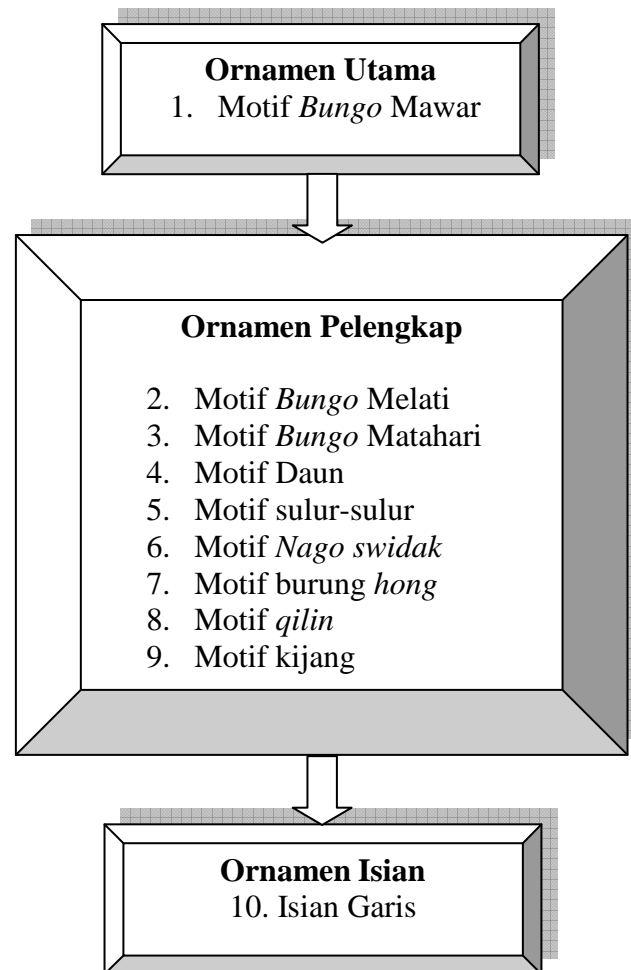 Ornamen Utama
1. Motif Bungo Mawar
Ornamen Pelengkap
2. Motif Bungo Melati
3. Motif Bungo Matahari
4. Motif Daun
5. Motif sulur-sulur
6. Motif Nago swidak
7. Motif burung hong
8. Motif qilin
9. Motif kijang
Ornamen Isian
10. Isian Garis